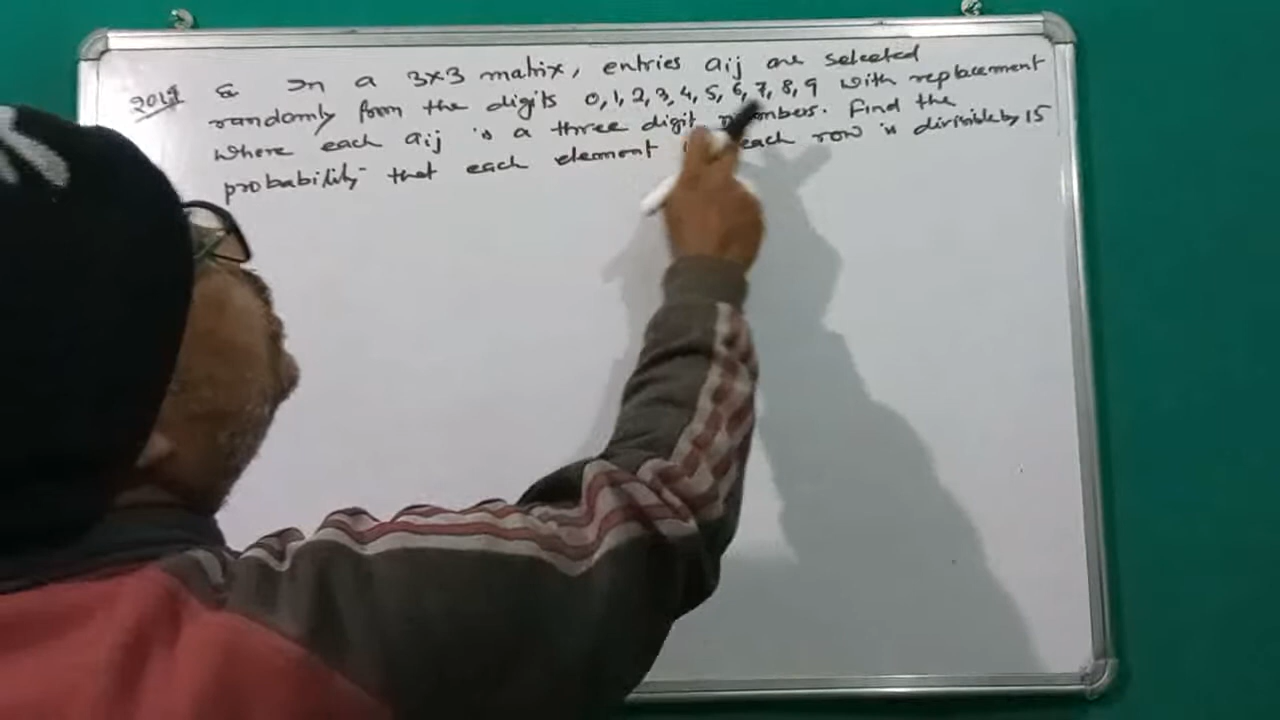 2019 Q In a 3×3 matrix, entries aij are selected
randomly from the digits 0,1,2,3,4,5,6,7,8,9 with replacement
where each aij is a three digit numbers. Find the
probability that each element each row is divisible by 15